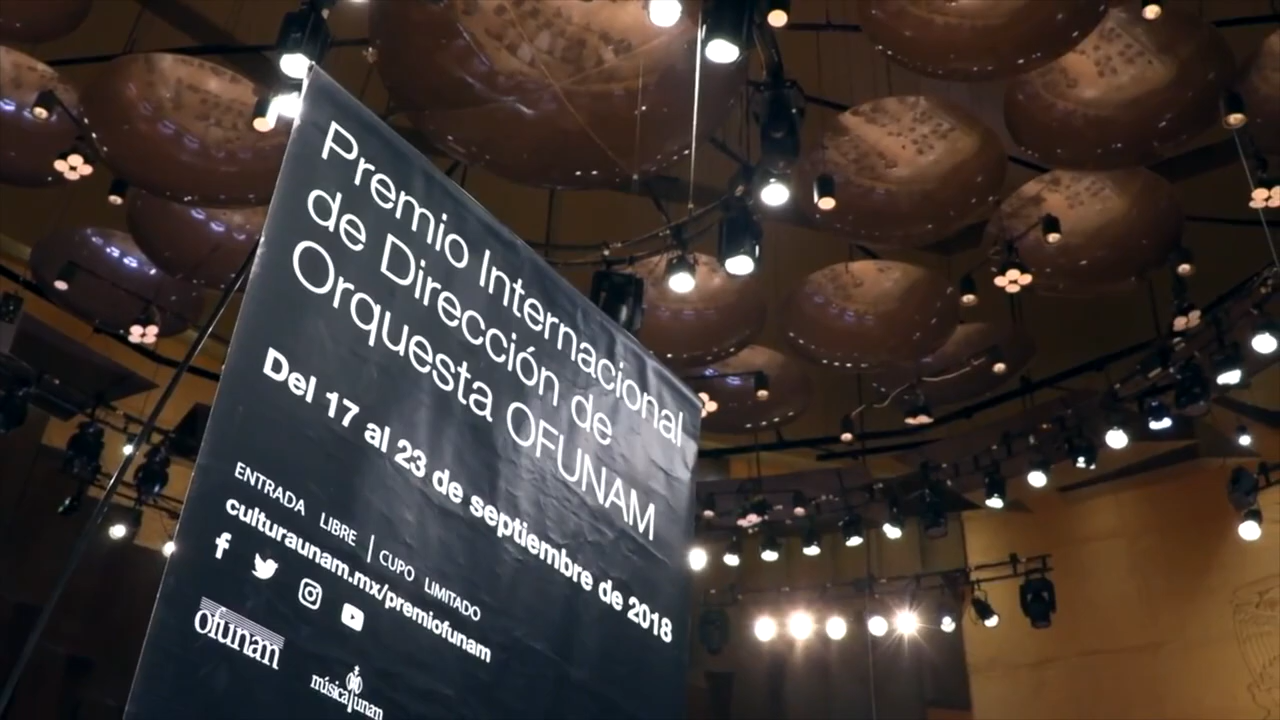 Premio Internacional
de Dirección de
Orquesta OFUNAM
Del 17 al 23 de septiembre de 2018
ENTRADA LIBRE | CUPO LIMITADO
culturaunam.mx/premiofunam
ofunam
música unam